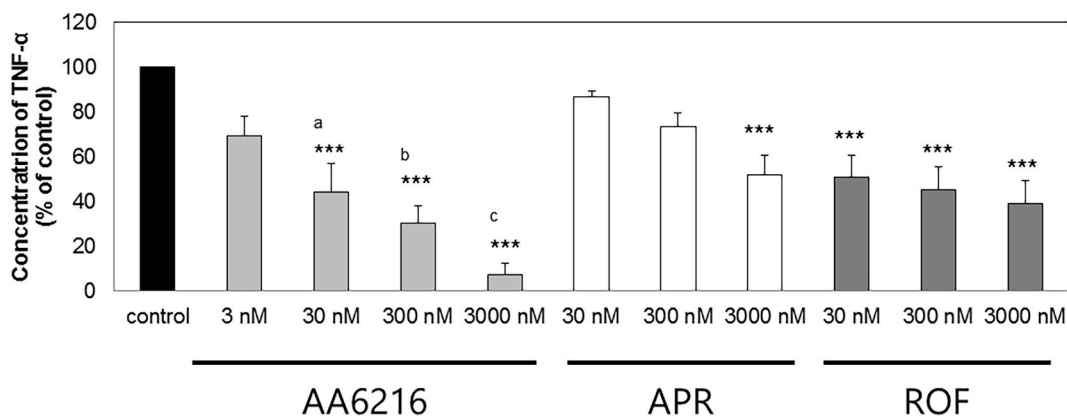 Concentratrion of TNF-α
(% of control)
120
100
80
60
40
20
0
a
***
b
***
c
***
***
***
***
***
control 3 nM 30 nM 300 nM 3000 nM 30 nM 300 nM 3000 nM 30 nM 300 nM 3000 nM
AA6216 APR ROF